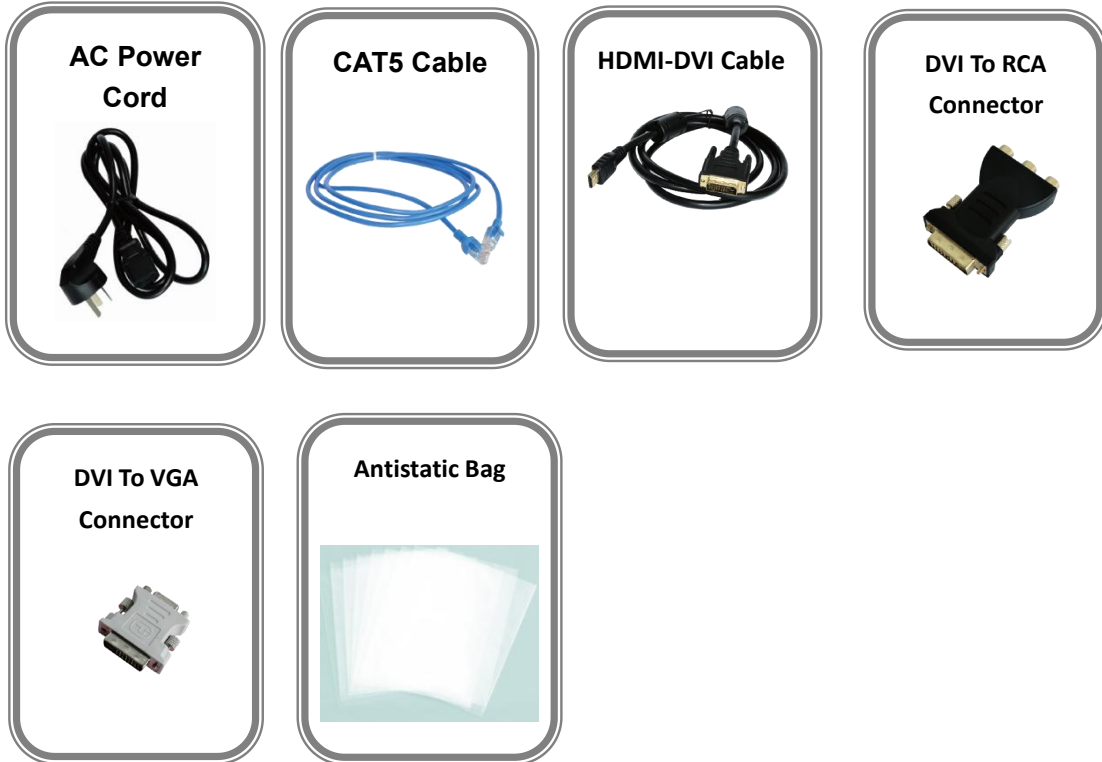 AC Power
Cord
CAT5 Cable
HDMI-DVI Cable
DVI To RCA
Connector
DVI To VGA
Connector
Antistatic Bag